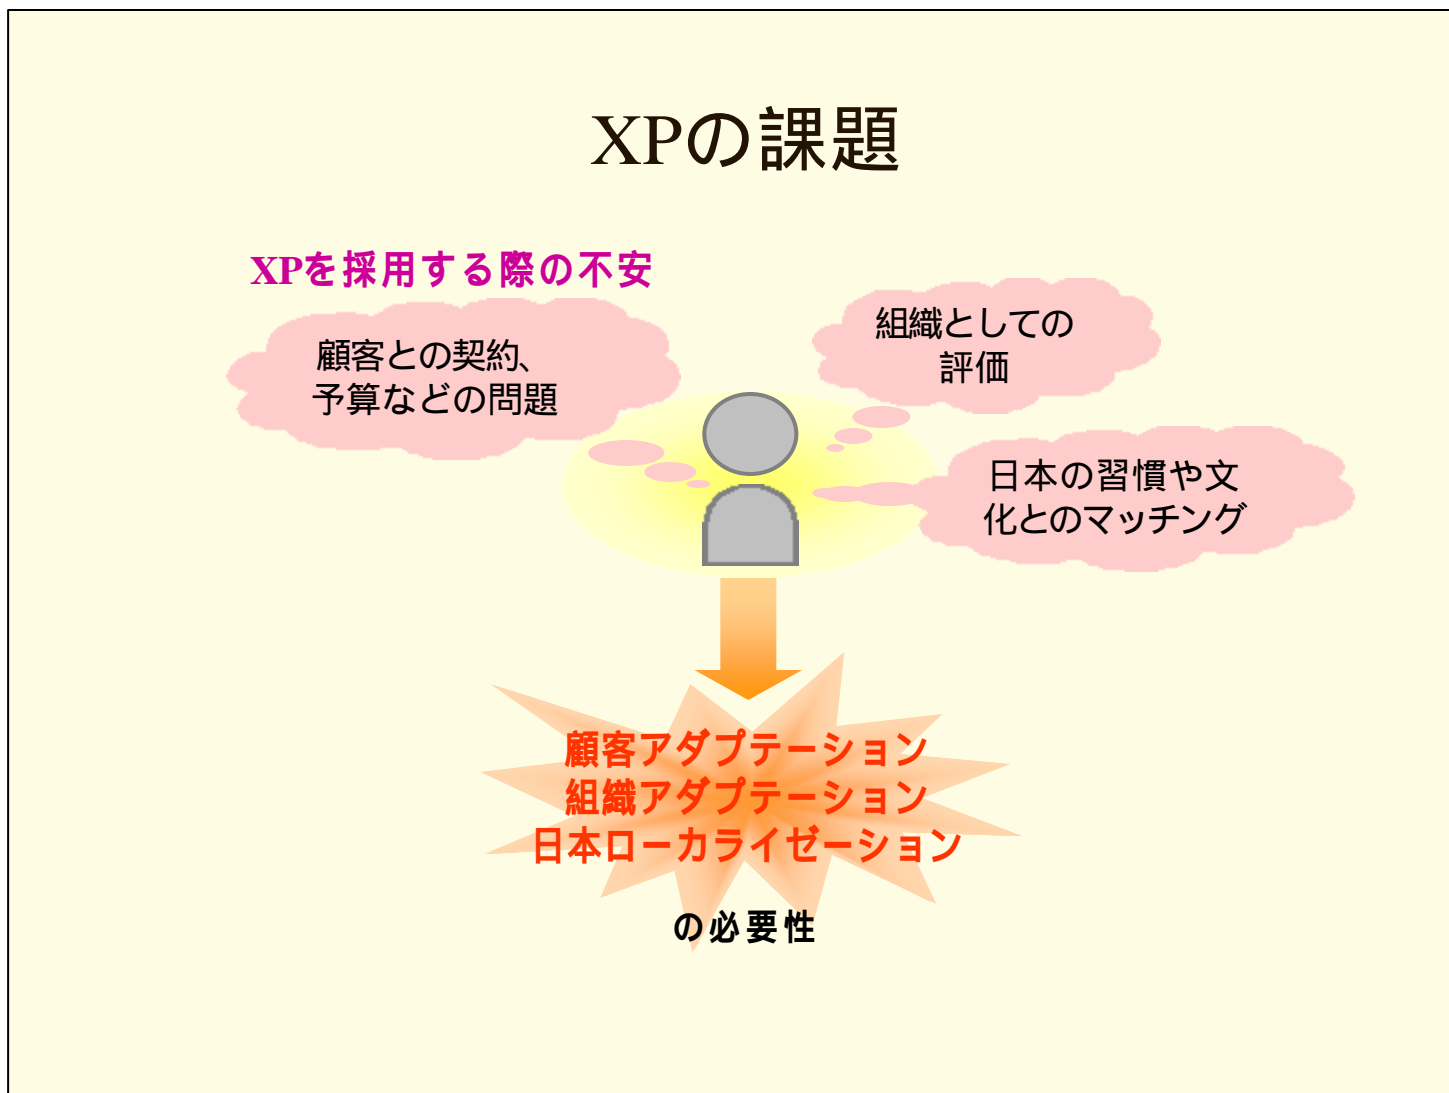 XPの課題
XPを採用する際の不安
顧客との契約、
予算などの問題
組織としての
評価
日本の習慣や文
化とのマッチング
顧客アダプテーション
組織アダプテーション
日本ローカライゼーション
の必要性